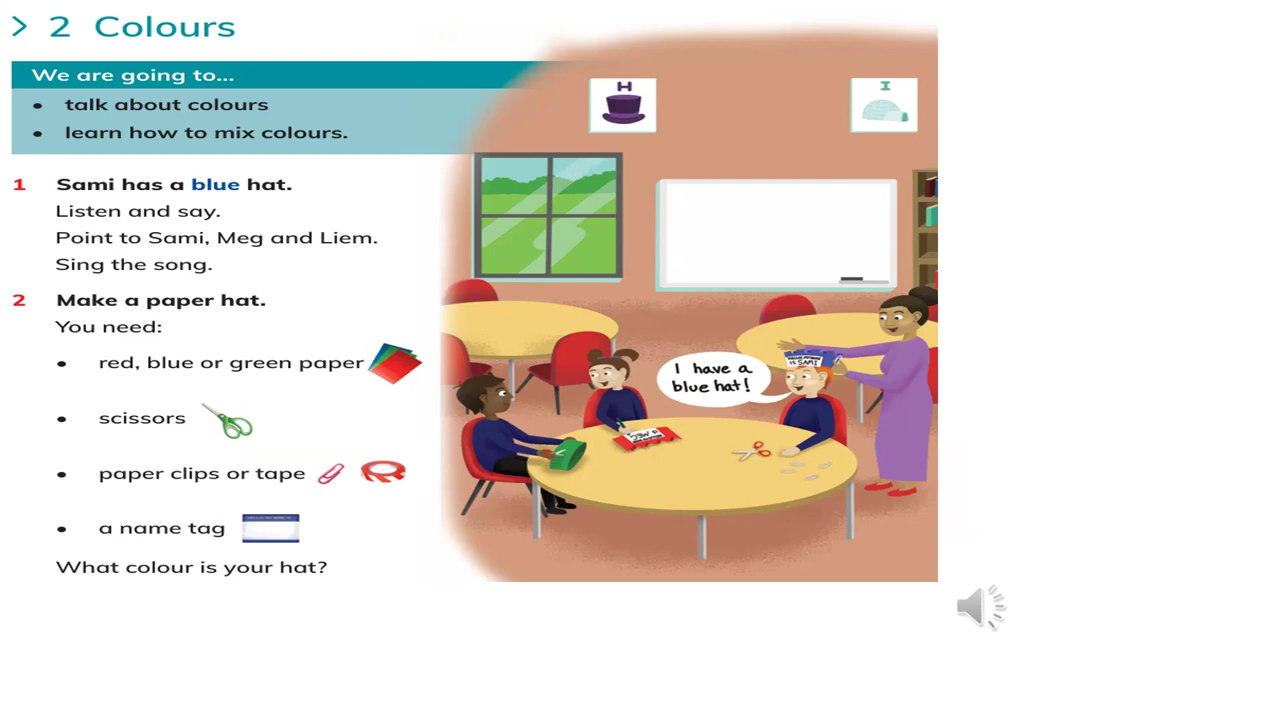 > 2 Colours
We are going to...
• talk about colours
• learn how to mix colours.
1 Sami has a blue hat.
Listen and say.
Point to Sami, Meg and Liem.
Sing the song.
2 Make a paper hat.
You need:
• red, blue or green paper
• scissors
• paper clips or tape
• a name tag
What colour is your hat?
H
I
I have a
blue hat!
IS SAMI
IS MEG